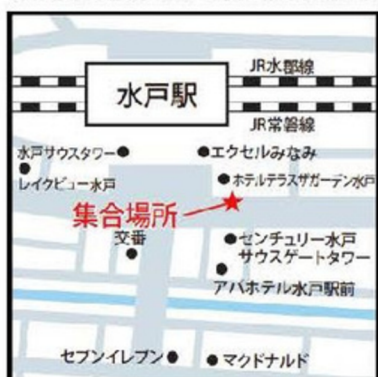 JR水郡線
水戸駅
JR常磐線
水戸サウスタワー
エクセルみなみ
レイクビュー水戸
ホテルテラスザガーデン水戸
集合場所
交番
センチュリー水戸
サウスゲートタワー
アパホテル水戸駅前
セブンイレブン
マクドナルド